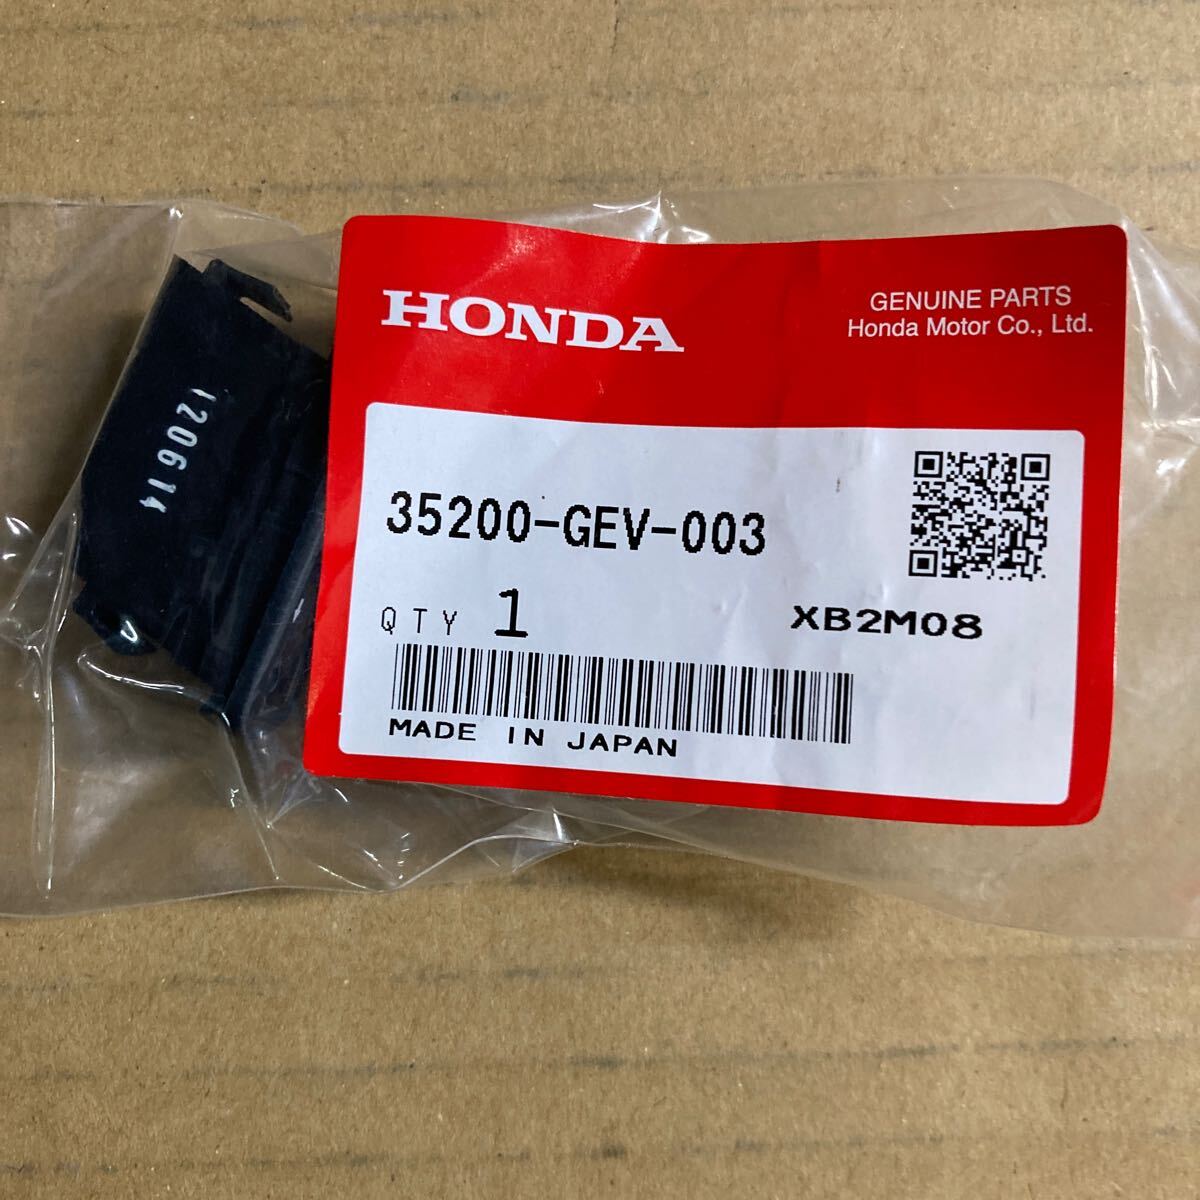 HONDA
GENUINE PARTS
Honda Motor Co., Ltd.
35200-GEV-003
QTY 1
XB2M08
MADE IN JAPAN
120614